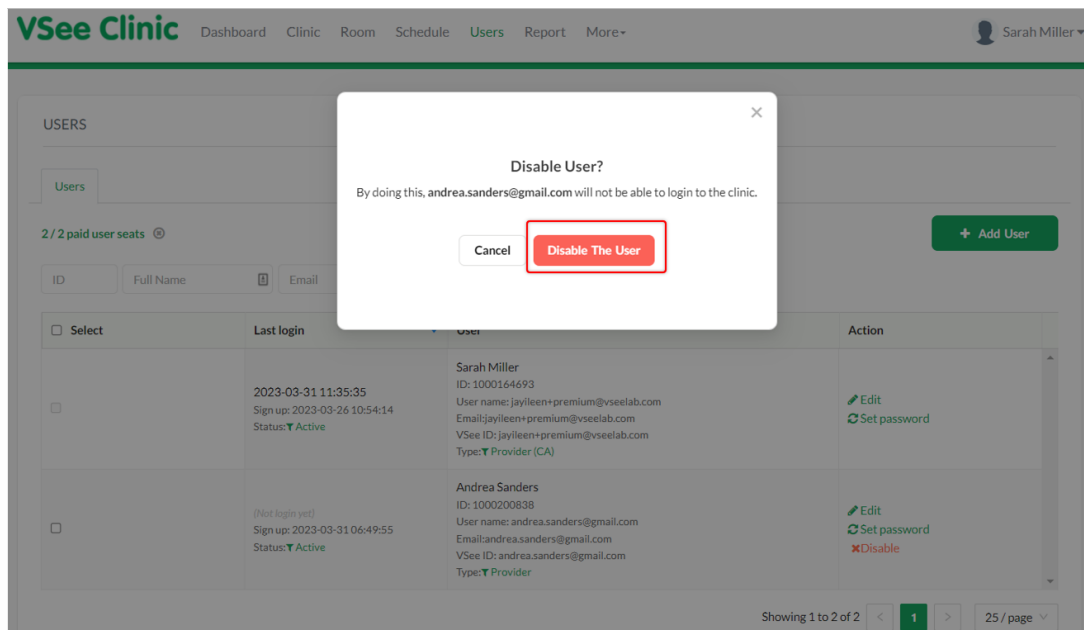 VSee Clinic Dashboard Clinic Room Schedule Users Report More Sarah Miller
USERS
Users
2 / 2 paid user seats
+ Add User
ID Full Name Email
×
Disable User?
By doing this, andrea.sanders@gmail.com will not be able to login to the clinic.
Cancel Disable The User
Select Last login User Action
2023-03-31 11:35:35
Sign up: 2023-03-26 10:54:14
Status: Active
Sarah Miller
ID: 1000164693
User name: jayileen+premium@vseelab.com
Email:jayileen+premium@vseelab.com
VSee ID: jayileen+premium@vseelab.com
Type: Provider (CA)
Edit
Set password
(Not login yet)
Sign up: 2023-03-31 06:49:55
Status: Active
Andrea Sanders
ID: 1000200838
User name: andrea.sanders@gmail.com
Email:andrea.sanders@gmail.com
VSee ID: andrea.sanders@gmail.com
Type: Provider
Edit
Set password
Disable
Showing 1 to 2 of 2 < 1 > 25 / page